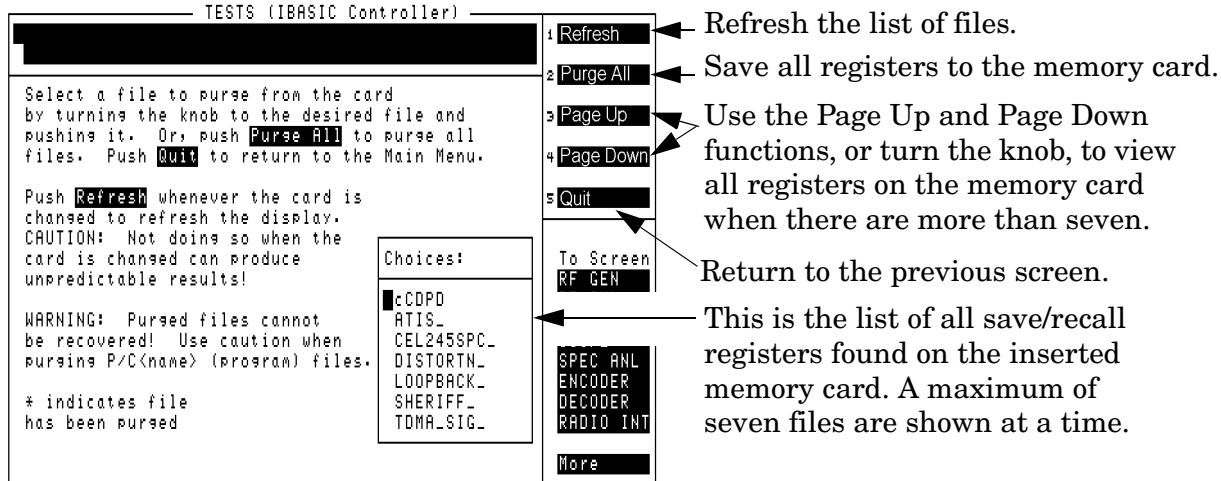 TESTS (IBASIC Controller)
Select a file to purge from the card
by turning the knob to the desired file and
pushing it. Or, push Purge All to purge all
files. Push Quit to return to the Main Menu.
Push Refresh whenever the card is
changed to refresh the display.
CAUTION: Not doing so when the
card is changed can produce
unpredictable results!
WARNING: Purged files cannot
be recovered! Use caution when
purging P/C<name> (program) files.
* indicates file
has been purged
Choices:
cCDPD
ATIS_
CEL245SPC_
DISTORTN_
LOOPBACK_
SHERIFF_
TDMA_SIG_
1 Refresh
2 Purge All
3 Page Up
4 Page Down
5 Quit
To Screen
RF GEN
SPEC ANL
ENCODER
DECODER
RADIO INT
More
Refresh the list of files.
Save all registers to the memory card.
Use the Page Up and Page Down
functions, or turn the knob, to view
all registers on the memory card
when there are more than seven.
Return to the previous screen.
This is the list of all save/recall
registers found on the inserted
memory card. A maximum of
seven files are shown at a time.